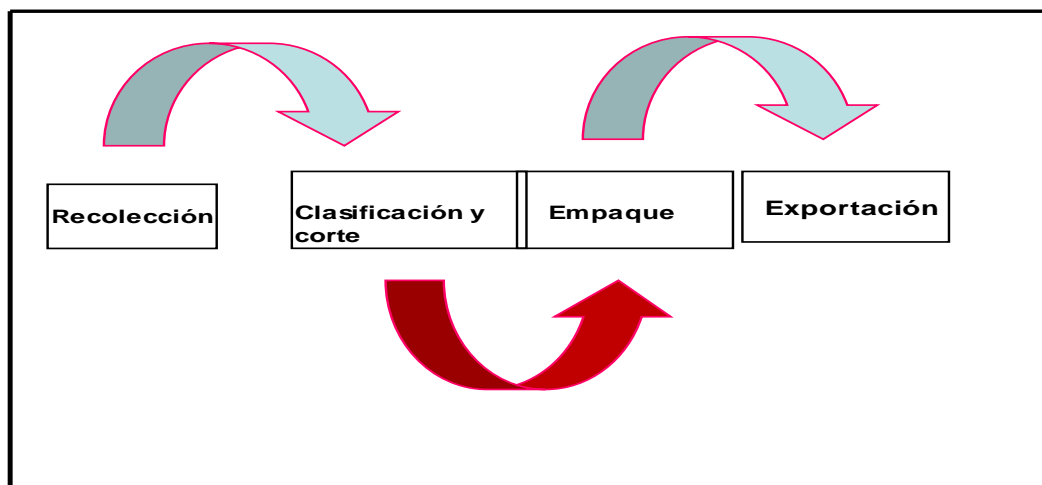 Recolección
Clasificación y
corte
Empaque
Exportación